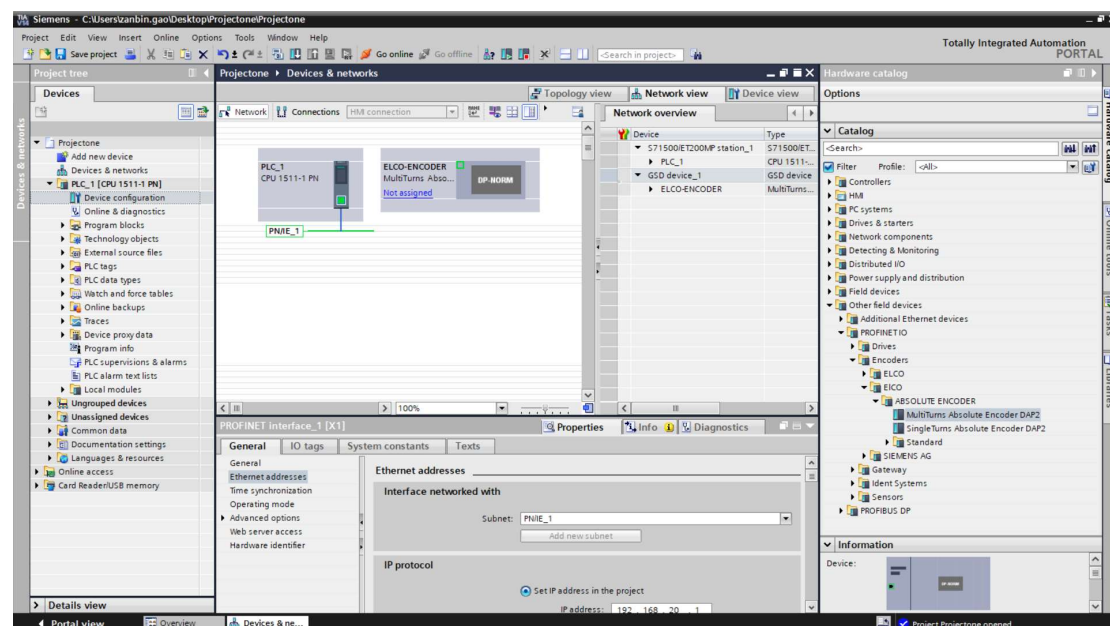 Siemens - C:\Users\zanbin.gao\Desktop\Projectone\Projectone
Project Edit View Insert Online Options Tools Window Help
Totally Integrated Automation
PORTAL
Save project Go online Go offline <Search in project>
Project tree
Devices
Devices & networks
Projectone
Add new device
Devices & networks
PLC_1 [CPU 1511-1 PN]
Device configuration
Online & diagnostics
Program blocks
Technology objects
External source files
PLC tags
PLC data types
Watch and force tables
Online backups
Traces
Device proxy data
Program info
PLC supervisions & alarms
PLC alarm text lists
Local modules
Ungrouped devices
Unassigned devices
Common data
Documentation settings
Languages & resources
Online access
Card Reader/USB memory
Details view
Projectone Devices & networks
Topology view Network view Device view
Network Connections HMI connection
PLC_1
CPU 1511-1 PN
ELCO-ENCODER
MultiTurns Abso...
Not assigned
DP-NORM
PN/IE_1
100%
Network overview
Device Type
S71500/ET200MP station_1 S71500/ET...
PLC_1 CPU 1511-...
GSD device_1 GSD device
ELCO-ENCODER MultiTurns...
PROFINET interface_1 [X1]
Properties Info Diagnostics
General IO tags System constants Texts
General
Ethernet addresses
Time synchronization
Operating mode
Advanced options
Web server access
Hardware identifier
Ethernet addresses
Interface networked with
Subnet: PN/IE_1
Add new subnet
IP protocol
Set IP address in the project
IP address: 192 . 168 . 20 . 1
Hardware catalog
Options
Catalog
<Search>
Filter Profile: <All>
Controllers
HMI
PC systems
Drives & starters
Network components
Detecting & Monitoring
Distributed I/O
Power supply and distribution
Field devices
Other field devices
Additional Ethernet devices
PROFINET IO
Drives
Encoders
ELCO
ElCO
ABSOLUTE ENCODER
MultiTurns Absolute Encoder DAP2
SingleTurns Absolute Encoder DAP2
Standard
SIEMENS AG
Gateway
Ident Systems
Sensors
PROFIBUS DP
Information
Device:
DP-NORM
Hardware catalog
Online tools
Tasks
Libraries
Portal view Overview Devices & ne...
Project Projectone opened.